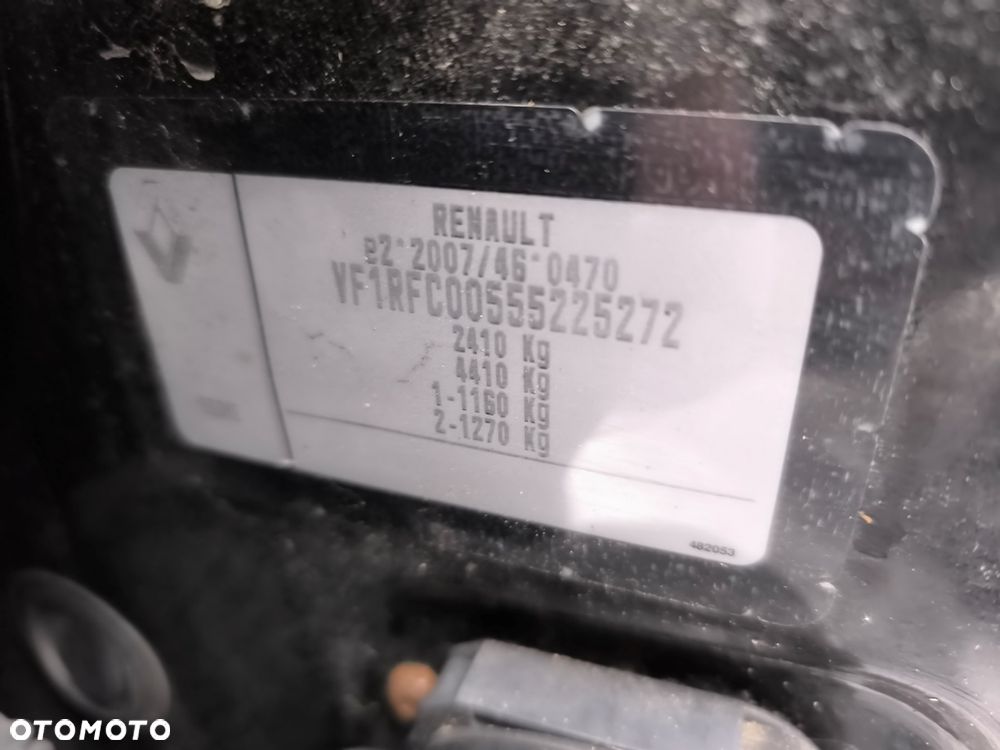 RENAULT
e2*2007/46*0470
VF1RFC00555225272
2410 Kg
4410 Kg
1-1160 Kg
2-1270 Kg
482053
OTOMOTO